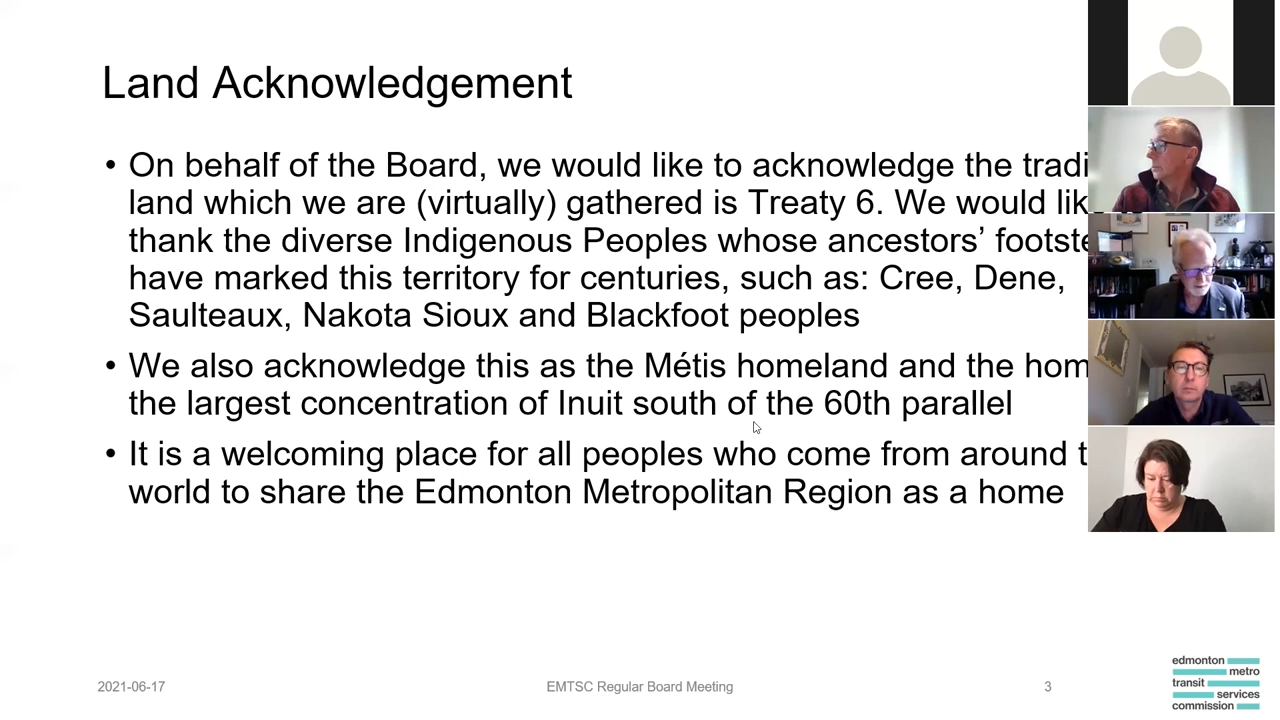 Land Acknowledgement
• On behalf of the Board, we would like to acknowledge the
land which we are (virtually) gathered is Treaty 6. We would
thank the diverse Indigenous Peoples whose ancestors’
have marked this territory for centuries, such as: Cree, Dene,
Saulteaux, Nakota Sioux and Blackfoot peoples
• We also acknowledge this as the Métis homeland and the
the largest concentration of Inuit south of the 60th parallel
• It is a welcoming place for all peoples who come from around
world to share the Edmonton Metropolitan Region as a home
2021-06-17
EMTSC Regular Board Meeting
3
edmonton
metro
transit
services
commission